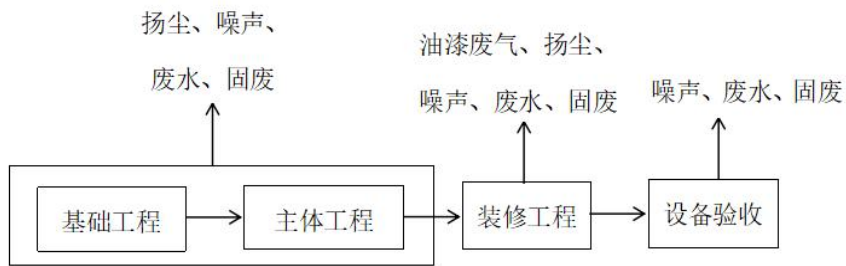 扬尘、噪声、
废水、固废
油漆废气、扬尘、
噪声、废水、固废
噪声、废水、固废
基础工程
主体工程
装修工程
设备验收